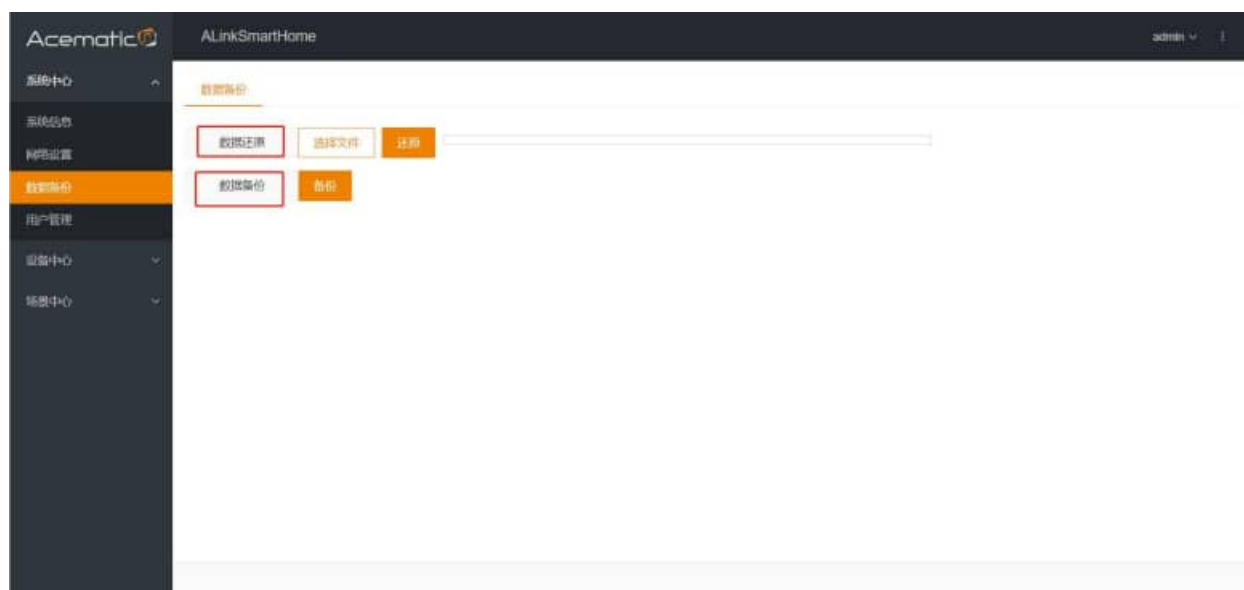 Acematic
ALinkSmartHome
admin
系统中心
数据备份
系统信息
网络设置
数据备份
用户管理
设备中心
场景中心
数据还原
选择文件
还原
数据备份
备份